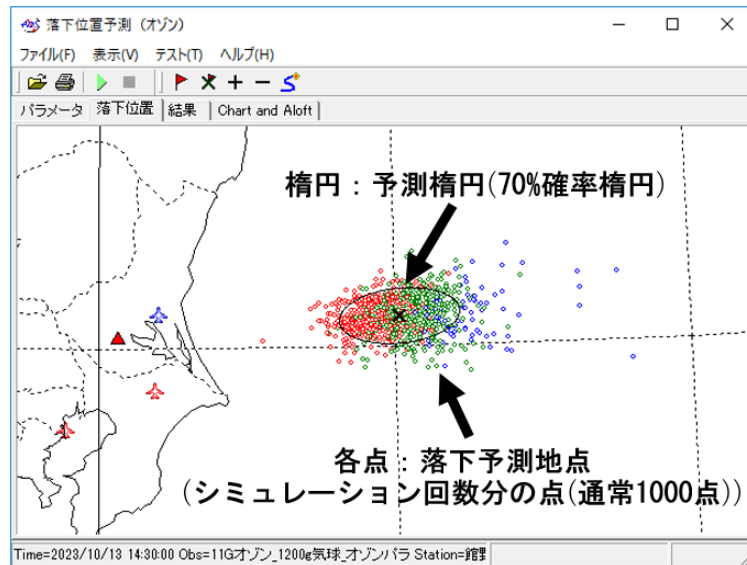 落下位置予測 (オゾン)
ファイル(F) 表示(V) テスト(T) ヘルプ(H)
パラメータ 落下位置 結果 Chart and Aloft
楕円：予測楕円(70%確率楕円)
各点：落下予測地点
(シミュレーション回数分の点(通常1000点))
Time=2023/10/13 14:30:00 Obs=11Gオゾン_1200g気球_オゾンパラ Station=館